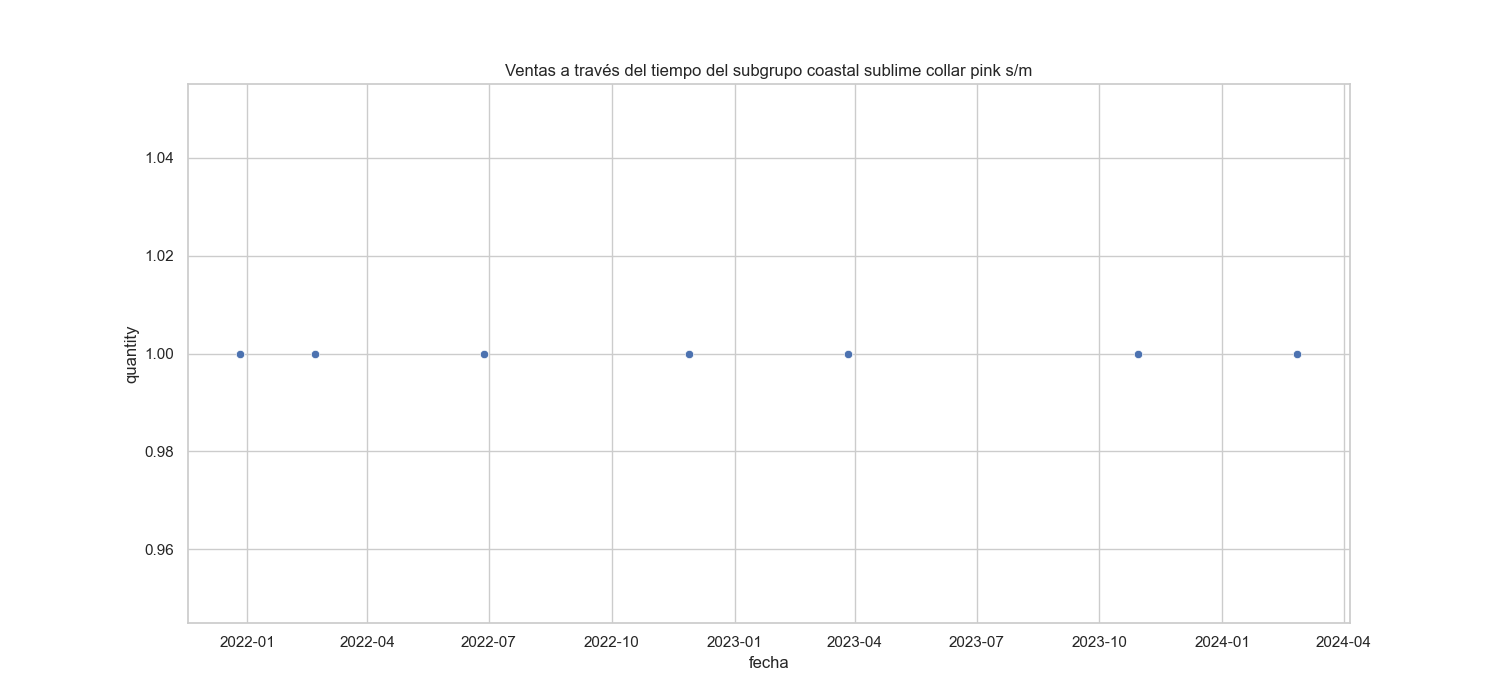 Ventas a través del tiempo del subgrupo coastal sublime collar pink s/m
1.04
1.02
1.00
0.98
0.96
quantity
2022-01 2022-04 2022-07 2022-10 2023-01 2023-04 2023-07 2023-10 2024-01 2024-04
fecha